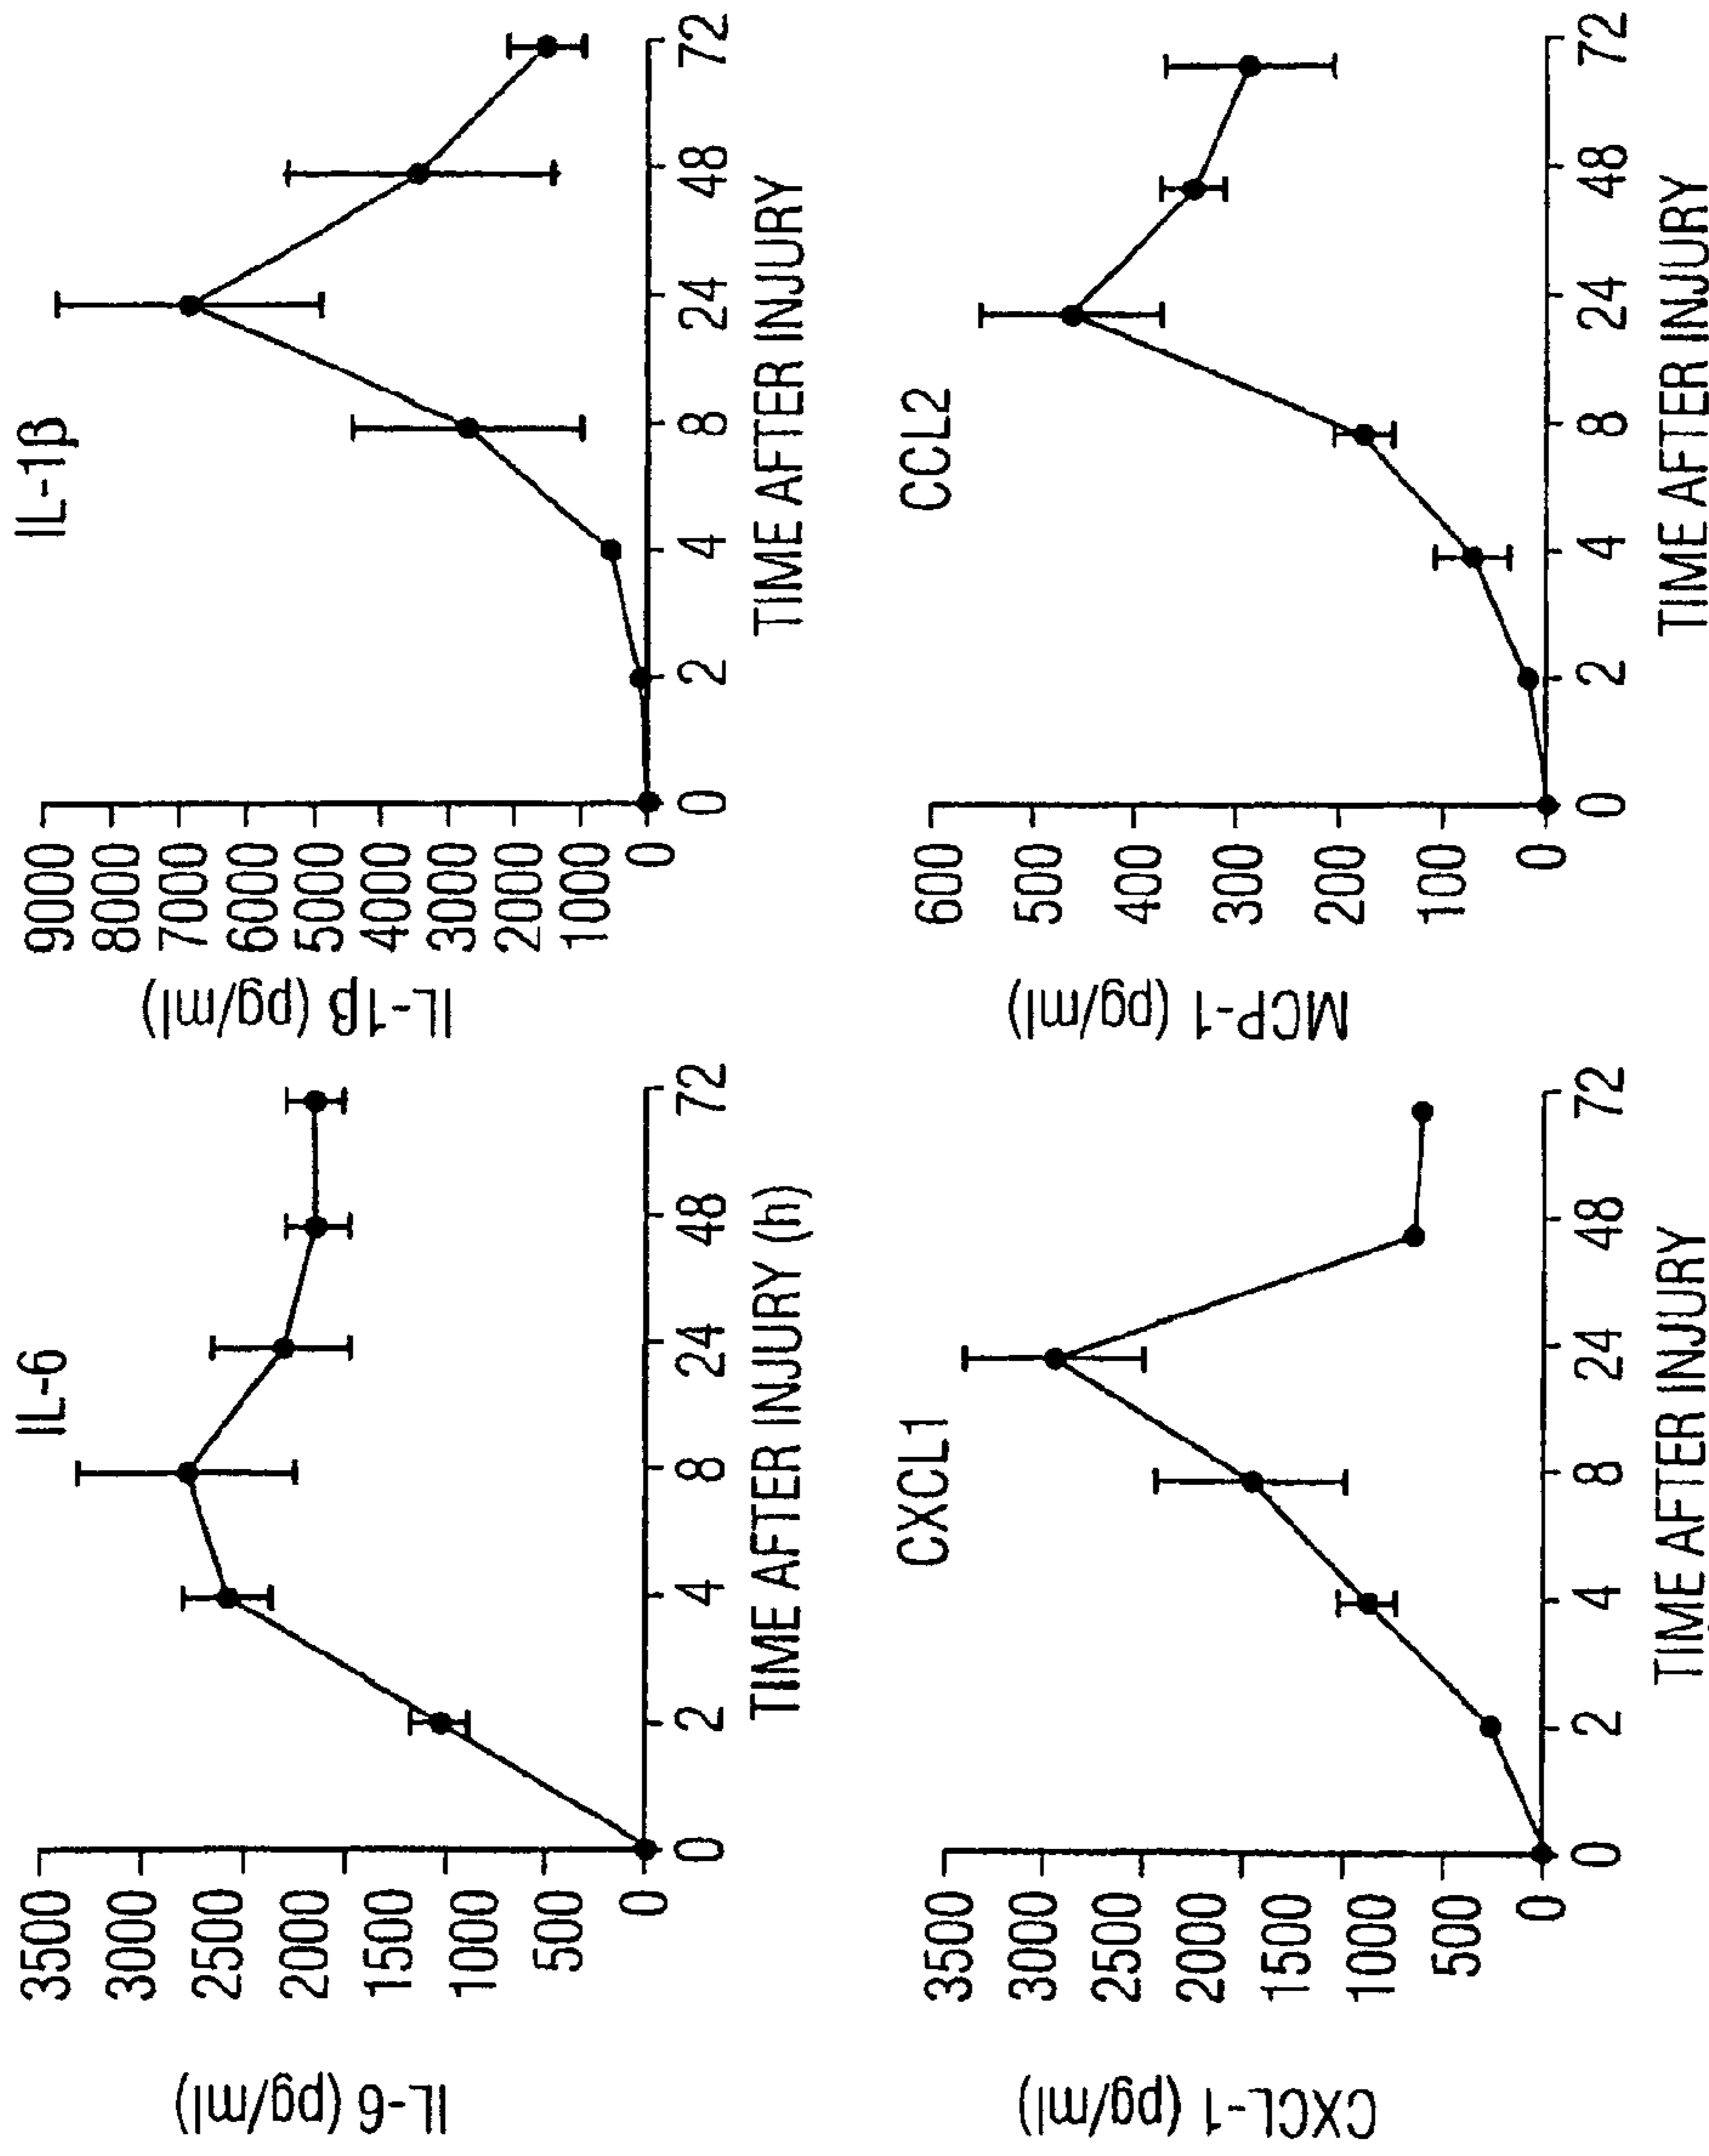 IL-6
IL-6 (pg/ml)
3500
3000
2500
2000
1500
1000
500
0
0 2 4 8 24 48 72
TIME AFTER INJURY (h)
IL-1β
IL-1β (pg/ml)
9000
8000
7000
6000
5000
4000
3000
2000
1000
0
0 2 4 8 24 48 72
TIME AFTER INJURY
CXCL1
CXCL-1 (pg/ml)
3500
3000
2500
2000
1500
1000
500
0
0 2 4 8 24 48 72
TIME AFTER INJURY
CCL2
MCP-1 (pg/ml)
600
500
400
300
200
100
0
0 2 4 8 24 48 72
TIME AFTER INJURY